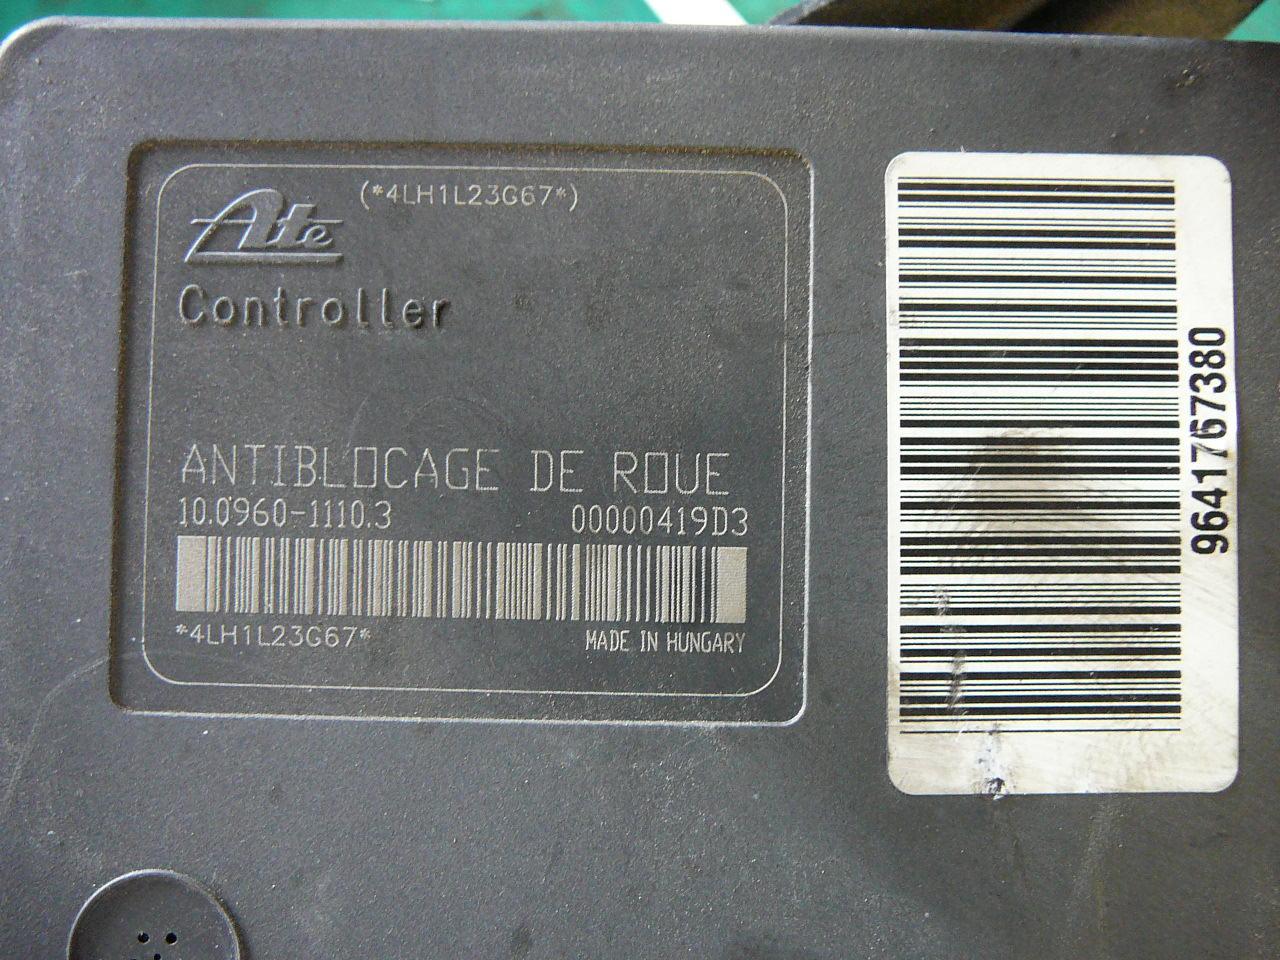 Ate
(*4LH1L23G67*)
Controller
ANTIBLOCAGE DE ROUE
10.0960-1110.3
00000419D3
*4LH1L23G67*
MADE IN HUNGARY
9641767380